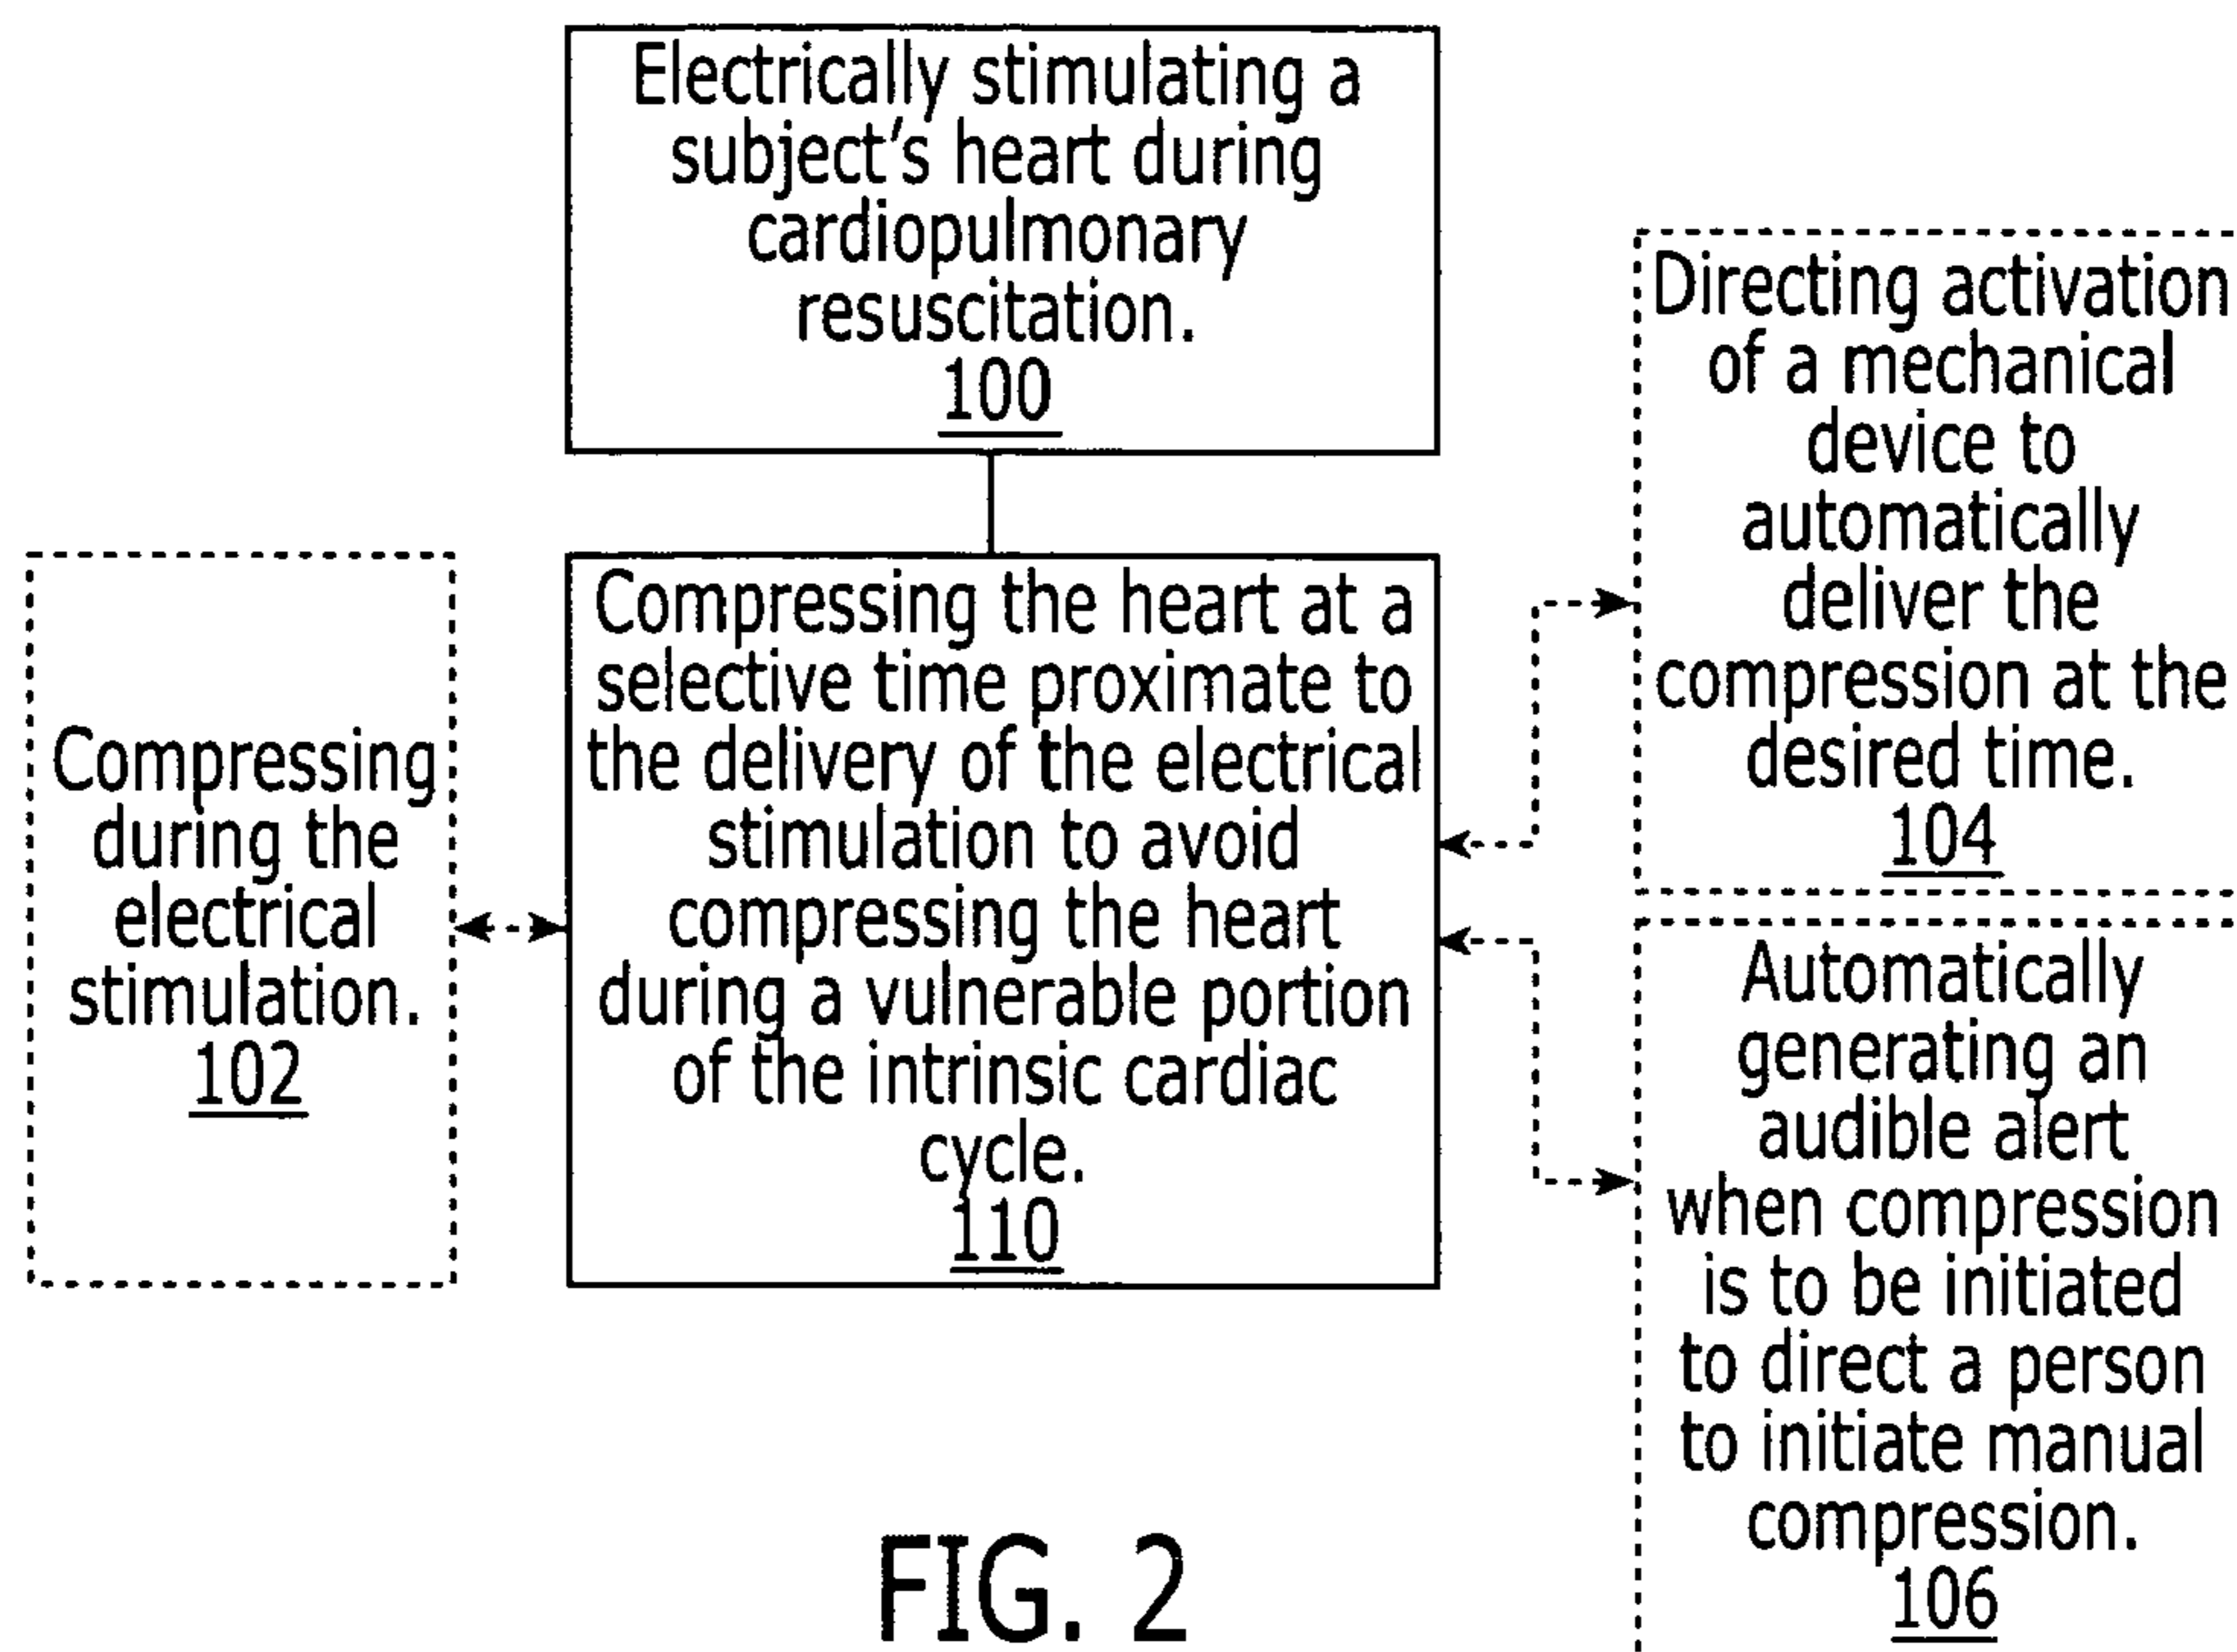 Electrically stimulating a
subject's heart during
cardiopulmonary
resuscitation.
100
Compressing
during the
electrical
stimulation.
102
Compressing the heart at a
selective time proximate to
the delivery of the electrical
stimulation to avoid
compressing the heart
during a vulnerable portion
of the intrinsic cardiac
cycle.
110
Directing activation
of a mechanical
device to
automatically
deliver the
compression at the
desired time.
104
Automatically
generating an
audible alert
when compression
is to be initiated
to direct a person
to initiate manual
compression.
106
FIG. 2